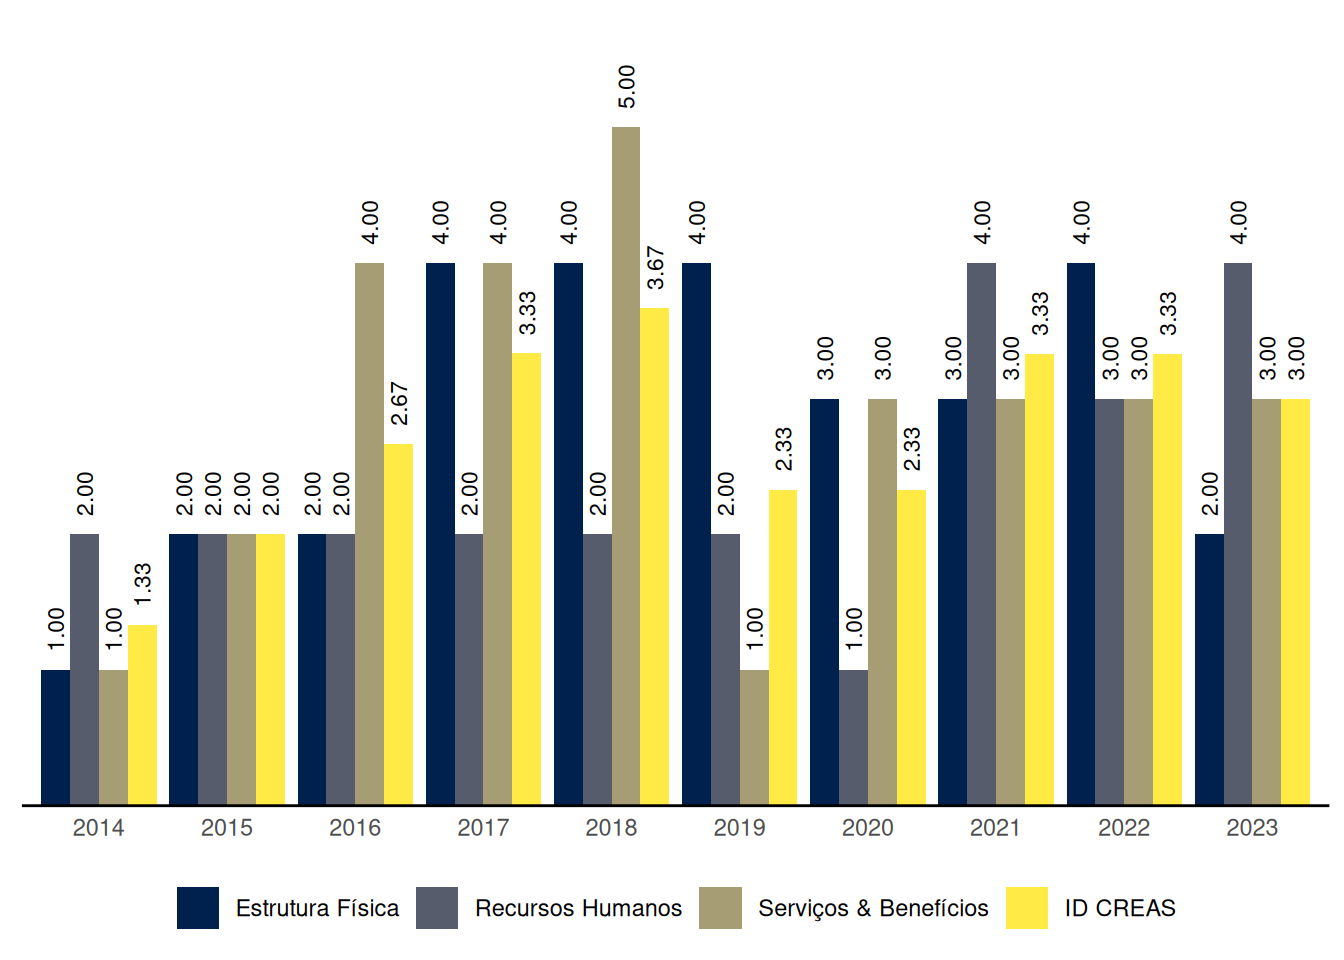 1.00 2.00 1.00 1.33 2.00 2.00 2.00 2.00 2.00 2.00 4.00 2.67 4.00 2.00 4.00 3.33 4.00 2.00 5.00 3.67 4.00 2.00 1.00 2.33 3.00 1.00 3.00 2.33 3.00 4.00 3.00 3.33 4.00 3.00 3.00 3.33 2.00 4.00 3.00 3.00
2014 2015 2016 2017 2018 2019 2020 2021 2022 2023
Estrutura Física Recursos Humanos Serviços & Benefícios ID CREAS